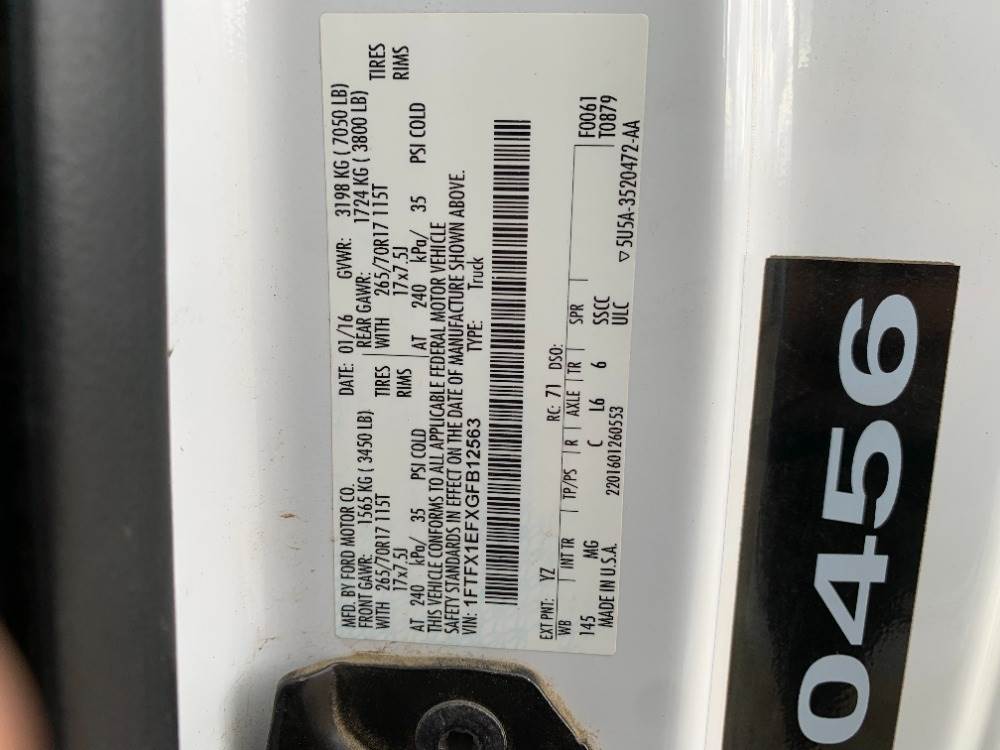 MFD. BY FORD MOTOR CO. DATE: 01/16 GVWR: 3198 KG ( 7050 LB)
FRONT GAWR: 1565 KG ( 3450 LB) REAR GAWR: 1724 KG ( 3800 LB)
WITH 265/70R17 115T TIRES WITH 265/70R17 115T TIRES
17x7.5J RIMS 17x7.5J RIMS
AT 240 kPa/ 35 PSI COLD AT 240 kPa/ 35 PSI COLD
THIS VEHICLE CONFORMS TO ALL APPLICABLE FEDERAL MOTOR VEHICLE
SAFETY STANDARDS IN EFFECT ON THE DATE OF MANUFACTURE SHOWN ABOVE.
VIN: 1FTFX1EFXGFB12563 TYPE: Truck
EXT PNT: YZ RC: 71 DSO:
WB INT TR TP/PS R AXLE TR SPR F0061
145 MG C L6 6 SSCC T0879
MADE IN U.S.A. 2201601260553 ULC
▽5U5A-3520472-AA
0456